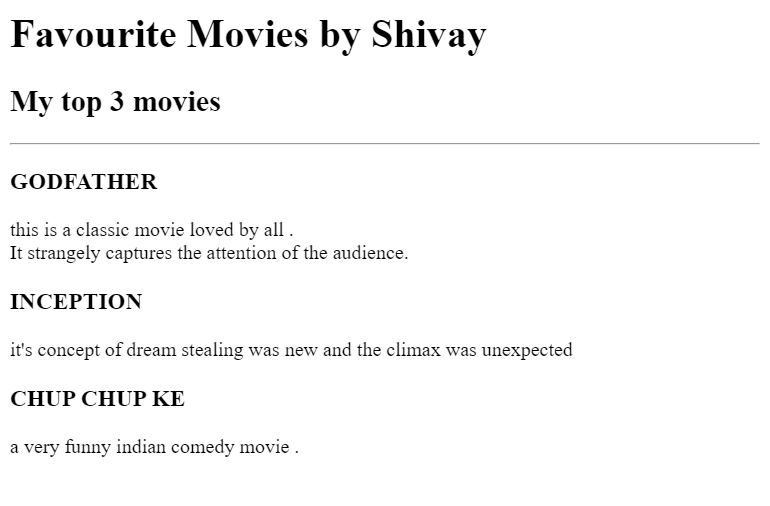 Favourite Movies by Shivay
My top 3 movies
GODFATHER
this is a classic movie loved by all .
It strangely captures the attention of the audience.
INCEPTION
it's concept of dream stealing was new and the climax was unexpected
CHUP CHUP KE
a very funny indian comedy movie .